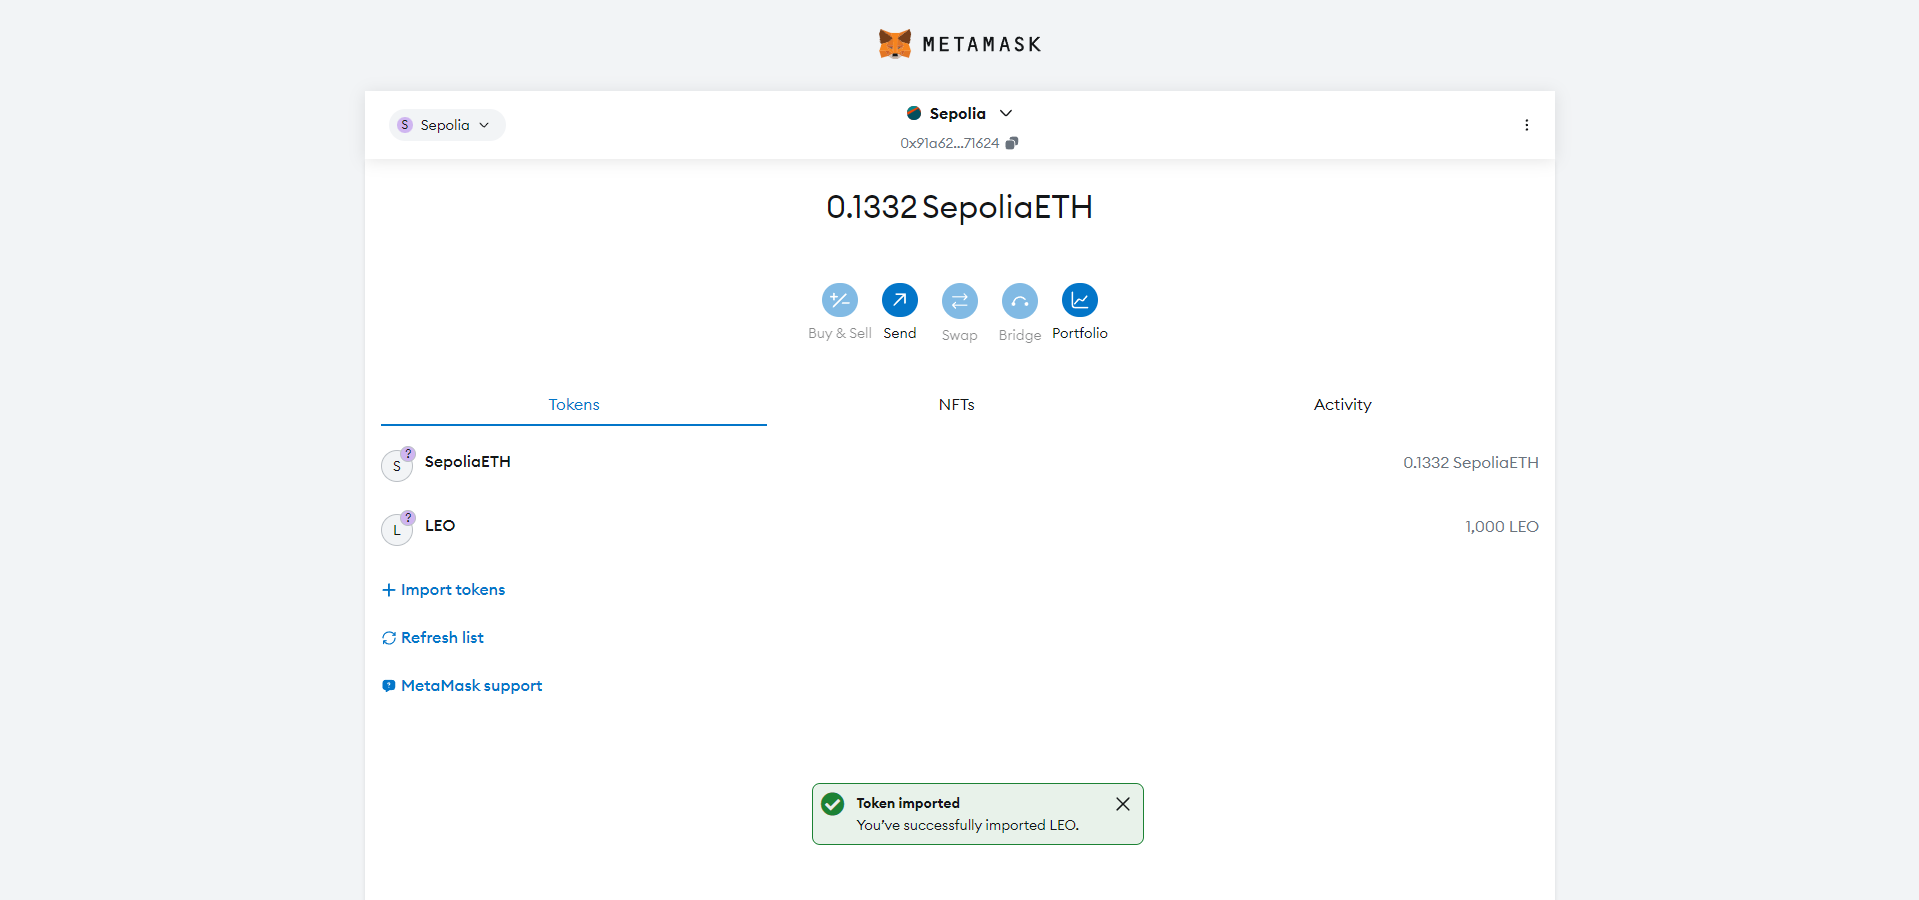 METAMASK
S Sepolia
Sepolia
0x91a62...71624
0.1332 SepoliaETH
Buy & Sell Send Swap Bridge Portfolio
Tokens NFTs Activity
S ? SepoliaETH 0.1332 SepoliaETH
L ? LEO 1,000 LEO
+ Import tokens
Refresh list
? MetaMask support
Token imported
You've successfully imported LEO.